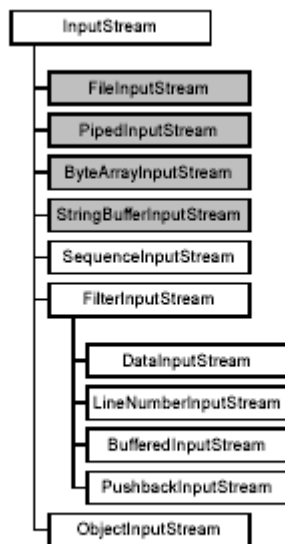 InputStream
FileInputStream
PipedInputStream
ByteArrayInputStream
StringBufferInputStream
SequenceInputStream
FilterInputStream
DataInputStream
LineNumberInputStream
BufferedInputStream
PushbackInputStream
ObjectInputStream